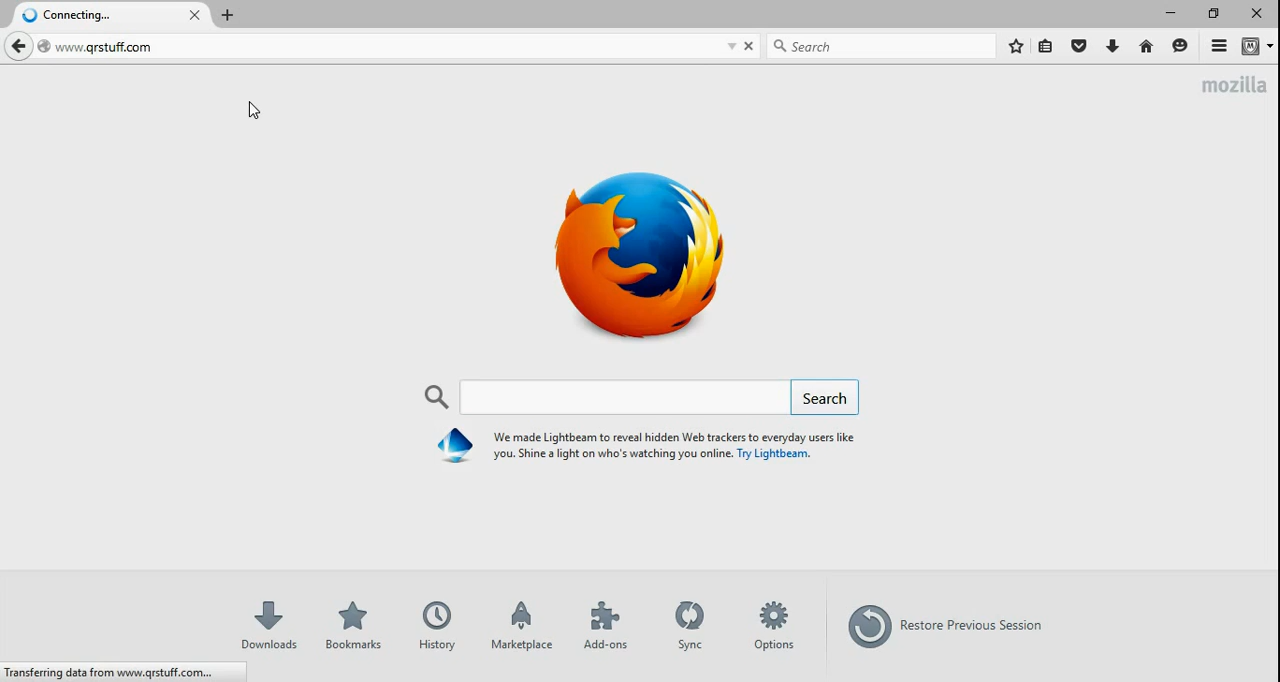 Connecting...
www.qrstuff.com
Search
mozilla
Search
We made Lightbeam to reveal hidden Web trackers to everyday users like
you. Shine a light on who's watching you online. Try Lightbeam.
Downloads
Bookmarks
History
Marketplace
Add-ons
Sync
Options
Restore Previous Session
Transferring data from www.qrstuff.com...